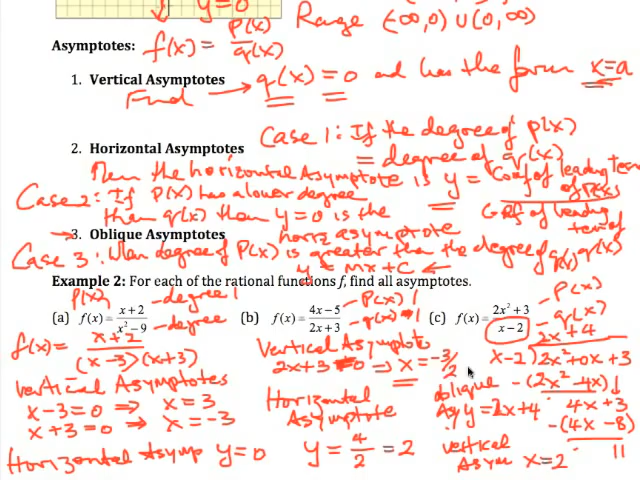 y=0 Range (-∞,0) ∪ (0,∞)
Asymptotes: f(x) = P(x)/q(x)
1. Vertical Asymptotes q(x) = 0 and has the form x=a
Find →
2. Horizontal Asymptotes Case 1: If the degree of P(x)
= degree of q(x)
Then the horizontal Asymptote is y = Coef of leading term of P(x) / Coef of leading term of q(x)
Case 2: If P(x) has a lower degree
than q(x) then y=0 is the
horiz asymptote
3. Oblique Asymptotes
Case 3: When degree of P(x) is greater than the degree of q(x)
y = mx+c ←
Example 2: For each of the rational functions f, find all asymptotes.
(a) f(x) = x+2 / x²−9
P(x) - degree 1
- degree
f(x) = x+2 / (x-3)(x+3)
Vertical Asymptotes
x-3=0 ⇒ x=3
x+3=0 ⇒ x=-3
Horizontal Asymp y=0
(b) f(x) = 4x−5 / 2x+3
- P(x) 1
- q(x) 1
Vertical Asymptote
2x+3=0 ⇒ x=-3/2
Horizontal
Asymptote
y = 4/2 = 2
(c) f(x) = 2x²+3 / x−2
- P(x)
- q(x)
2x+4
x-2)2x²+0x+3
-(2x²-4x)↓
4x+3
-(4x-8)
11
oblique
Asy y=2x+4
vertical
Asym x=2